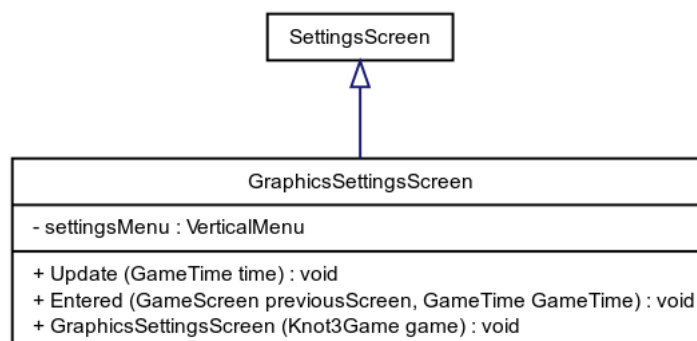 SettingsScreen
GraphicsSettingsScreen
- settingsMenu : VerticalMenu
+ Update (GameTime time) : void
+ Entered (GameScreen previousScreen, GameTime GameTime) : void
+ GraphicsSettingsScreen (Knot3Game game) : void